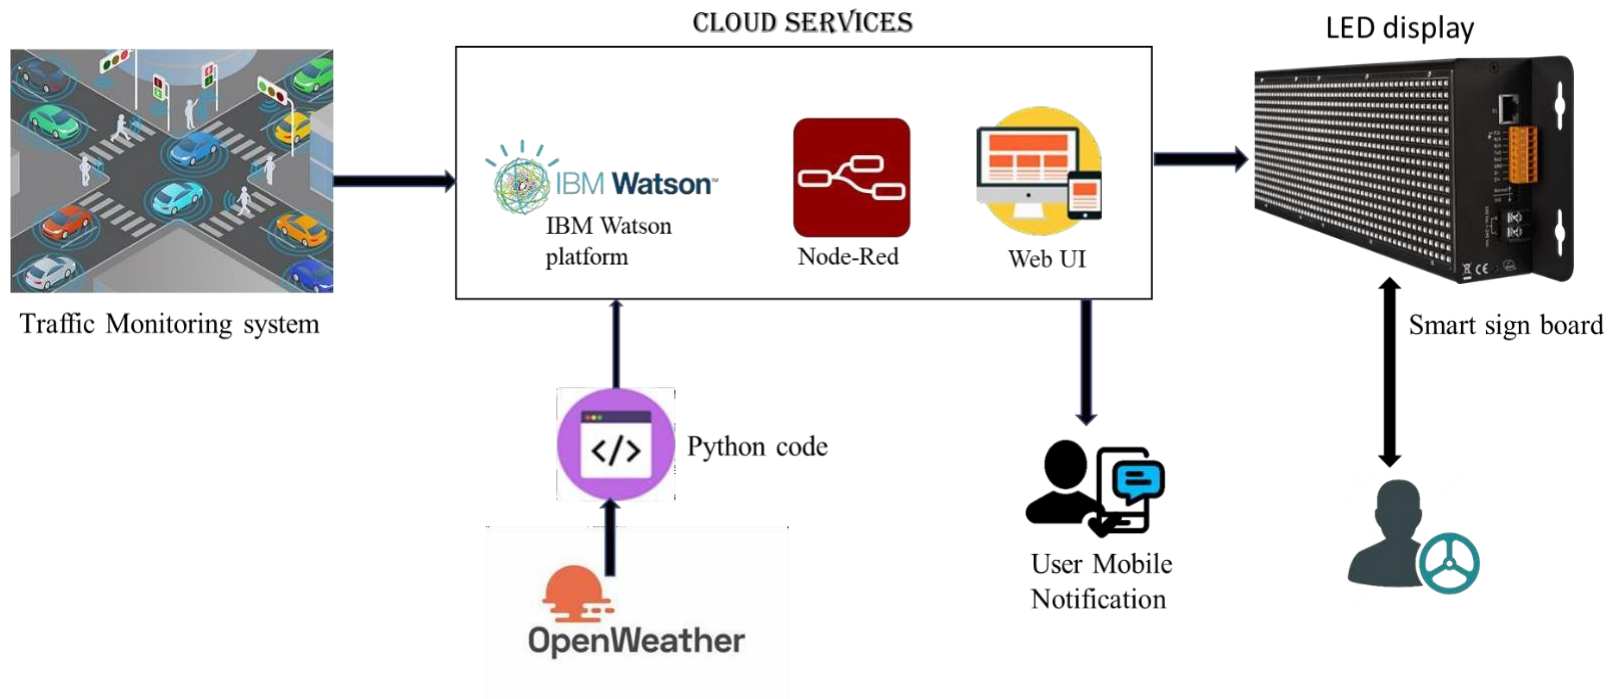 CLOUD SERVICES
LED display
IBM Watson™
IBM Watson
platform
Node-Red
Web UI
Traffic Monitoring system
Smart sign board
</>
Python code
User Mobile
Notification
OpenWeather